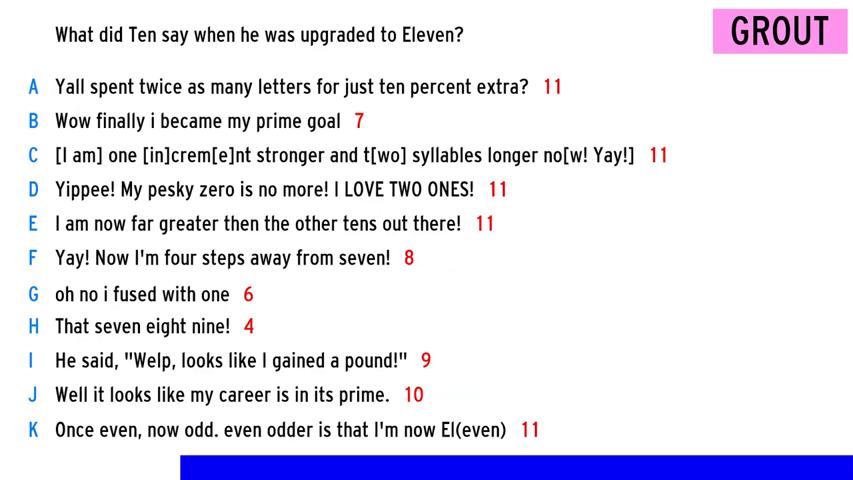 What did Ten say when he was upgraded to Eleven?
GROUT
A Yall spent twice as many letters for just ten percent extra? 11
B Wow finally i became my prime goal 7
C [I am] one [in]crem[e]nt stronger and t[wo] syllables longer no[w! Yay!] 11
D Yippee! My pesky zero is no more! I LOVE TWO ONES! 11
E I am now far greater then the other tens out there! 11
F Yay! Now I'm four steps away from seven! 8
G oh no i fused with one 6
H That seven eight nine! 4
I He said, "Welp, looks like I gained a pound!" 9
J Well it looks like my career is in its prime. 10
K Once even, now odd. even odder is that I'm now El(even) 11